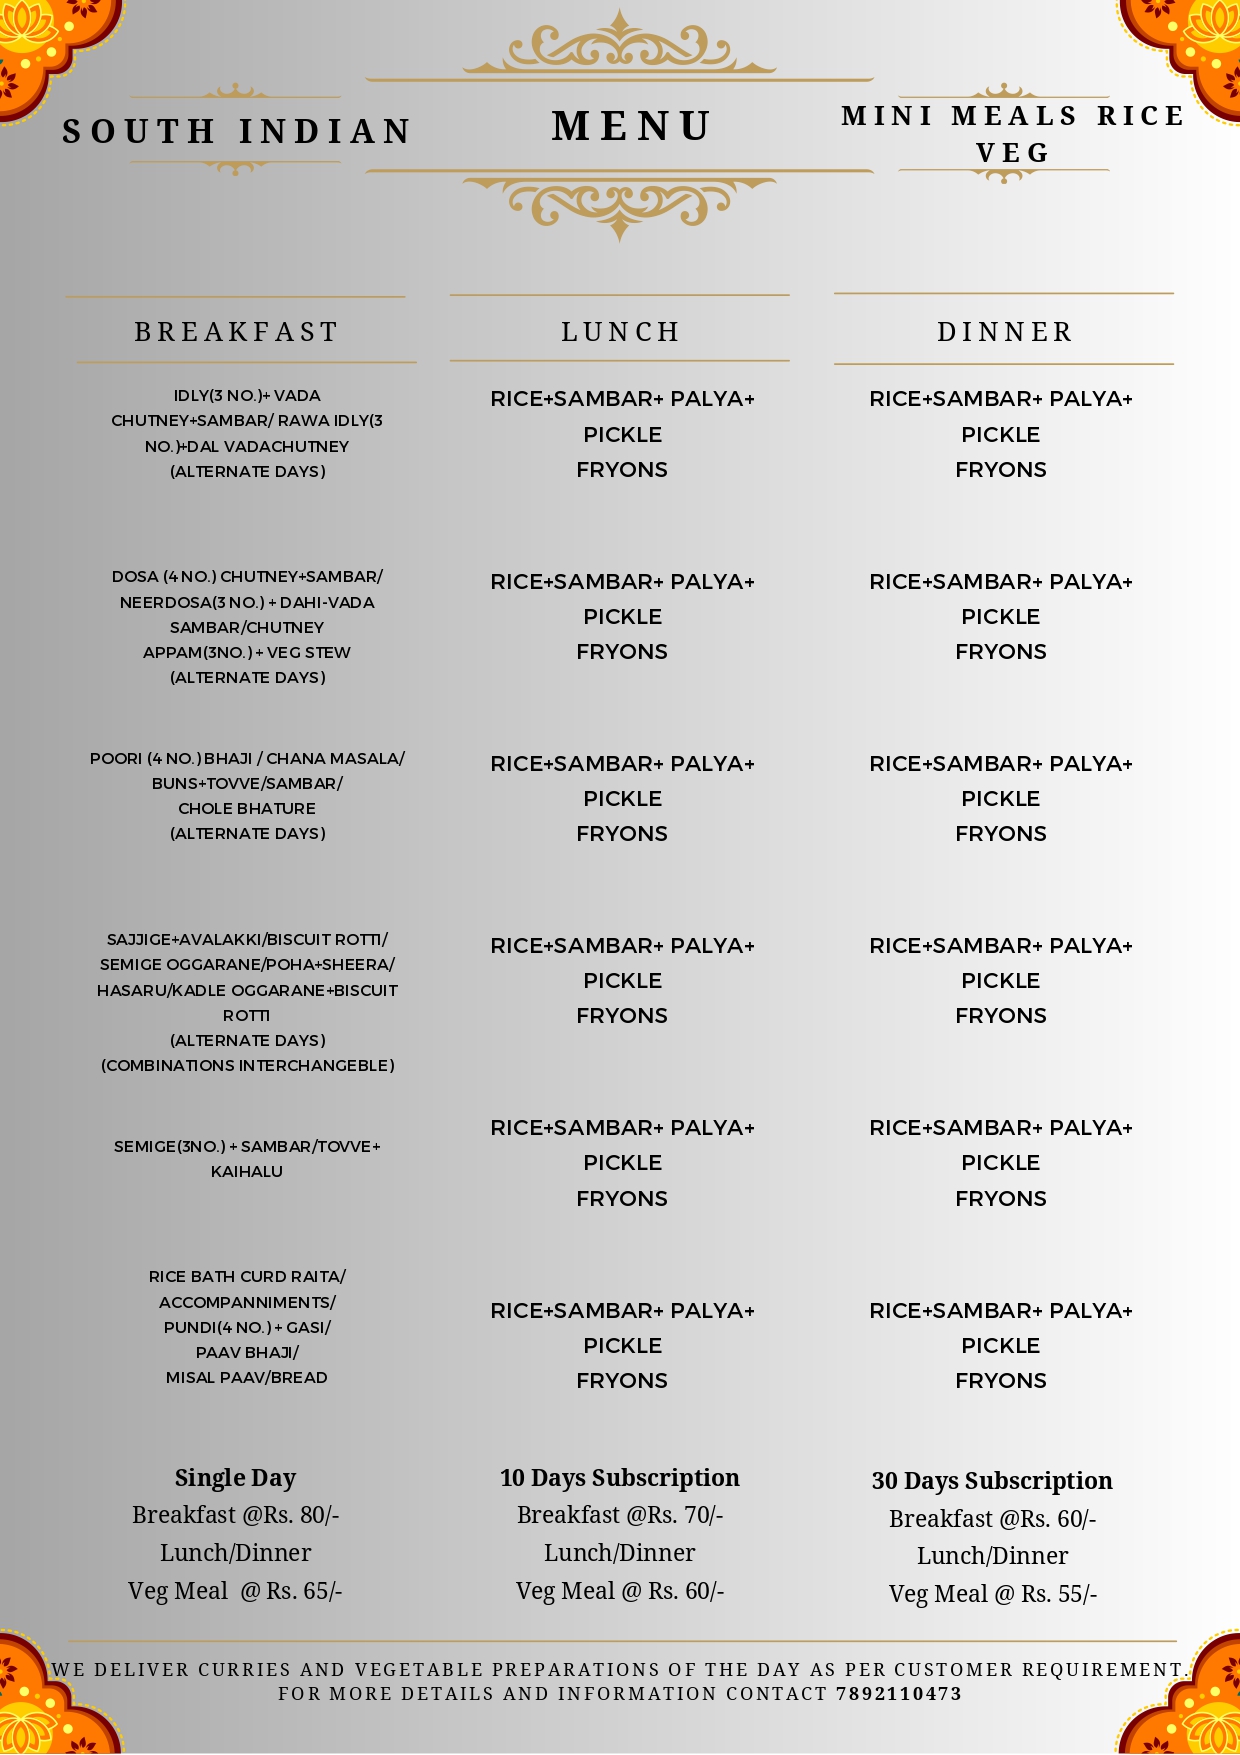 SOUTH INDIAN
MENU
MINI MEALS RICE
VEG
BREAKFAST
LUNCH
DINNER
IDLY(3 NO.)+ VADA
CHUTNEY+SAMBAR/ RAWA IDLY(3
NO.)+DAL VADACHUTNEY
(ALTERNATE DAYS)
RICE+SAMBAR+ PALYA+
PICKLE
FRYONS
RICE+SAMBAR+ PALYA+
PICKLE
FRYONS
DOSA (4 NO.) CHUTNEY+SAMBAR/
NEERDOSA(3 NO.) + DAHI-VADA
SAMBAR/CHUTNEY
APPAM(3NO.) + VEG STEW
(ALTERNATE DAYS)
RICE+SAMBAR+ PALYA+
PICKLE
FRYONS
RICE+SAMBAR+ PALYA+
PICKLE
FRYONS
POORI (4 NO.) BHAJI / CHANA MASALA/
BUNS+TOVVE/SAMBAR/
CHOLE BHATURE
(ALTERNATE DAYS)
RICE+SAMBAR+ PALYA+
PICKLE
FRYONS
RICE+SAMBAR+ PALYA+
PICKLE
FRYONS
SAJJIGE+AVALAKKI/BISCUIT ROTTI/
SEMIGE OGGARANE/POHA+SHEERA/
HASARU/KADLE OGGARANE+BISCUIT
ROTTI
(ALTERNATE DAYS)
(COMBINATIONS INTERCHANGEBLE)
RICE+SAMBAR+ PALYA+
PICKLE
FRYONS
RICE+SAMBAR+ PALYA+
PICKLE
FRYONS
SEMIGE(3NO.) + SAMBAR/TOVVE+
KAIHALU
RICE+SAMBAR+ PALYA+
PICKLE
FRYONS
RICE+SAMBAR+ PALYA+
PICKLE
FRYONS
RICE BATH CURD RAITA/
ACCOMPANNIMENTS/
PUNDI(4 NO.) + GASI/
PAAV BHAJI/
MISAL PAAV/BREAD
RICE+SAMBAR+ PALYA+
PICKLE
FRYONS
RICE+SAMBAR+ PALYA+
PICKLE
FRYONS
Single Day
Breakfast @Rs. 80/-
Lunch/Dinner
Veg Meal @ Rs. 65/-
10 Days Subscription
Breakfast @Rs. 70/-
Lunch/Dinner
Veg Meal @ Rs. 60/-
30 Days Subscription
Breakfast @Rs. 60/-
Lunch/Dinner
Veg Meal @ Rs. 55/-
WE DELIVER CURRIES AND VEGETABLE PREPARATIONS OF THE DAY AS PER CUSTOMER REQUIREMENT.
FOR MORE DETAILS AND INFORMATION CONTACT 7892110473